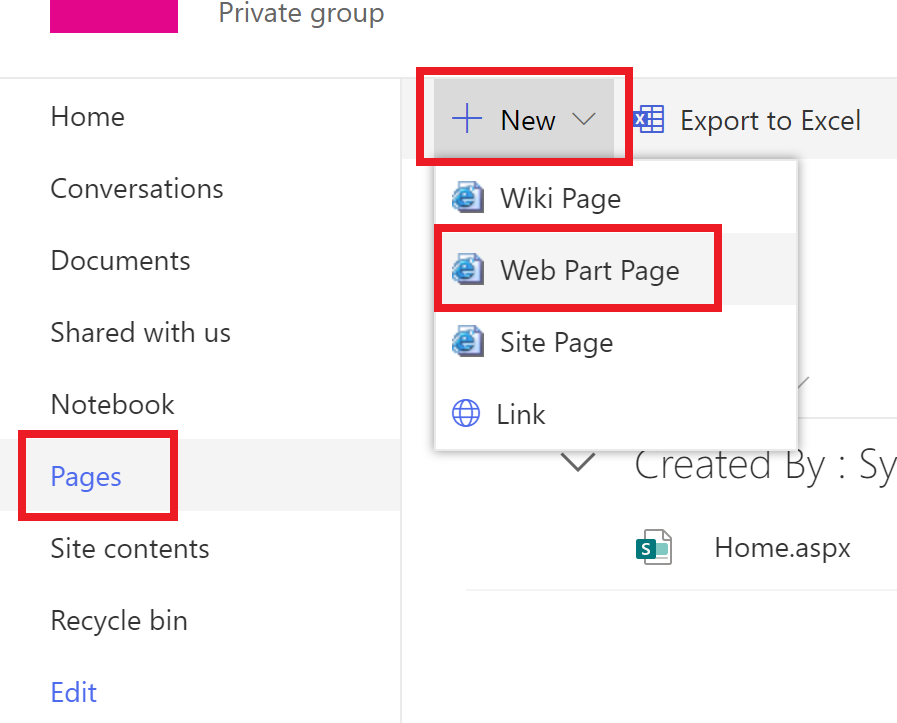 Private group
Home
Conversations
Documents
Shared with us
Notebook
Pages
Site contents
Recycle bin
Edit
New
Export to Excel
Wiki Page
Web Part Page
Site Page
Link
Created By : Sy
Home.aspx